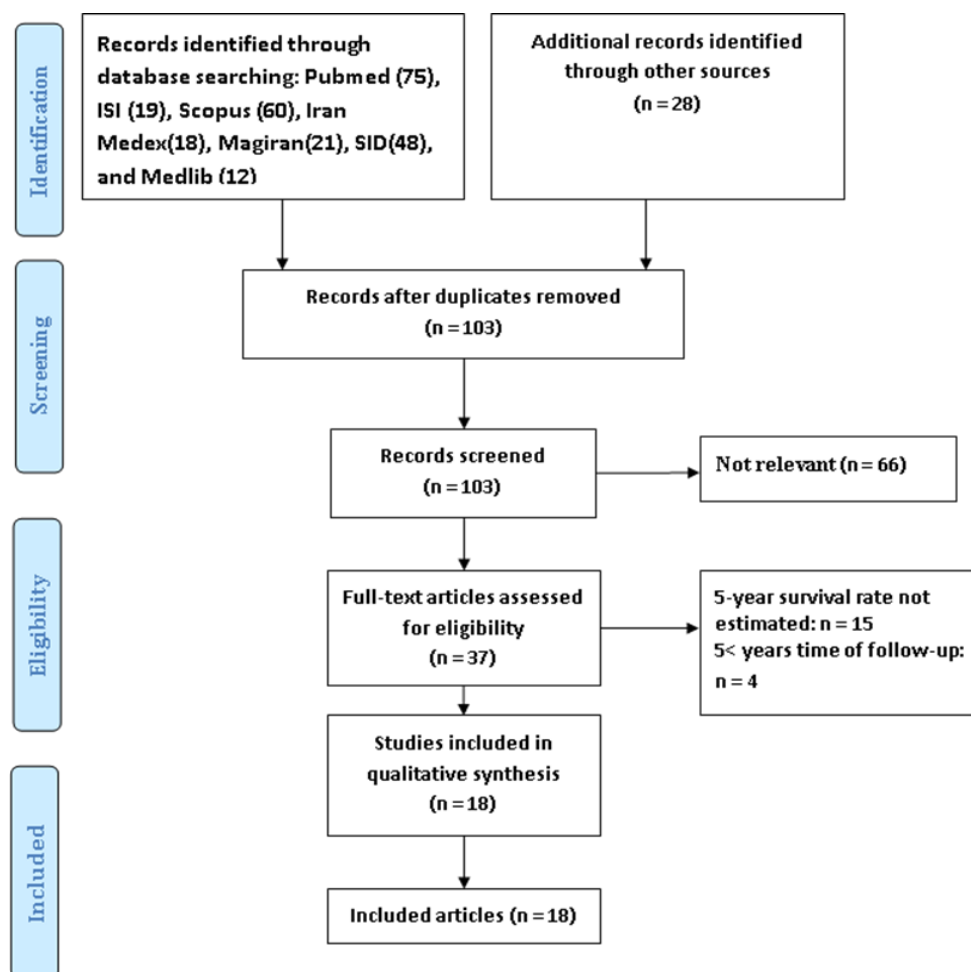 Identification
Records identified through
database searching: Pubmed (75),
ISI (19), Scopus (60), Iran
Medex(18), Magiran(21), SID(48),
and Medlib (12)
Additional records identified
through other sources
(n = 28)
Screening
Records after duplicates removed
(n = 103)
Records screened
(n = 103)
Not relevant (n = 66)
Eligibility
Full-text articles assessed
for eligibility
(n = 37)
5-year survival rate not
estimated: n = 15
5< years time of follow-up:
n = 4
Studies included in
qualitative synthesis
(n = 18)
Included
Included articles (n = 18)